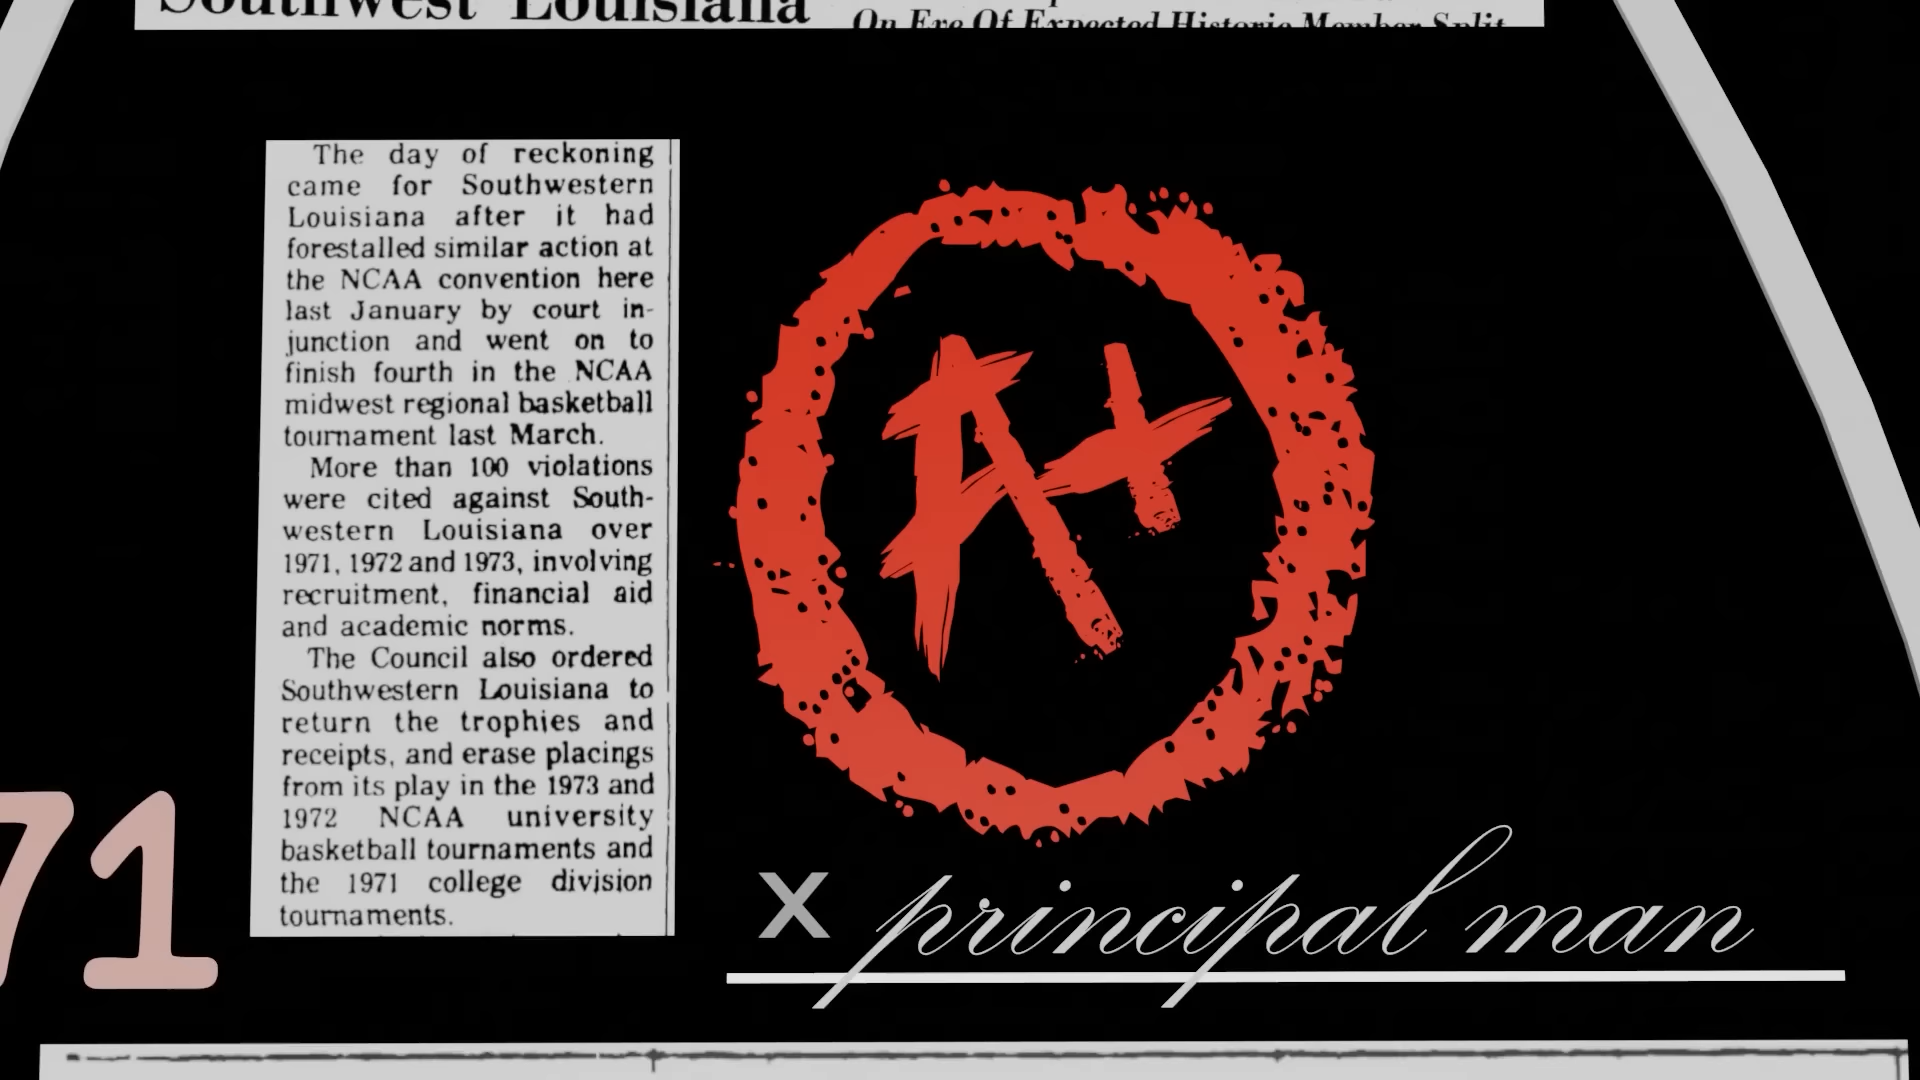 Southwest Louisiana
On Eve Of Expected Historic Member Split
The day of reckoning
came for Southwestern
Louisiana after it had
forestalled similar action at
the NCAA convention here
last January by court in-
junction and went on to
finish fourth in the NCAA
midwest regional basketball
tournament last March.
More than 100 violations
were cited against South-
western Louisiana over
1971, 1972 and 1973, involving
recruitment, financial aid
and academic norms.
The Council also ordered
Southwestern Louisiana to
return the trophies and
receipts, and erase placings
from its play in the 1973 and
1972 NCAA university
basketball tournaments and
the 1971 college division
tournaments.
A+
71
x principal man